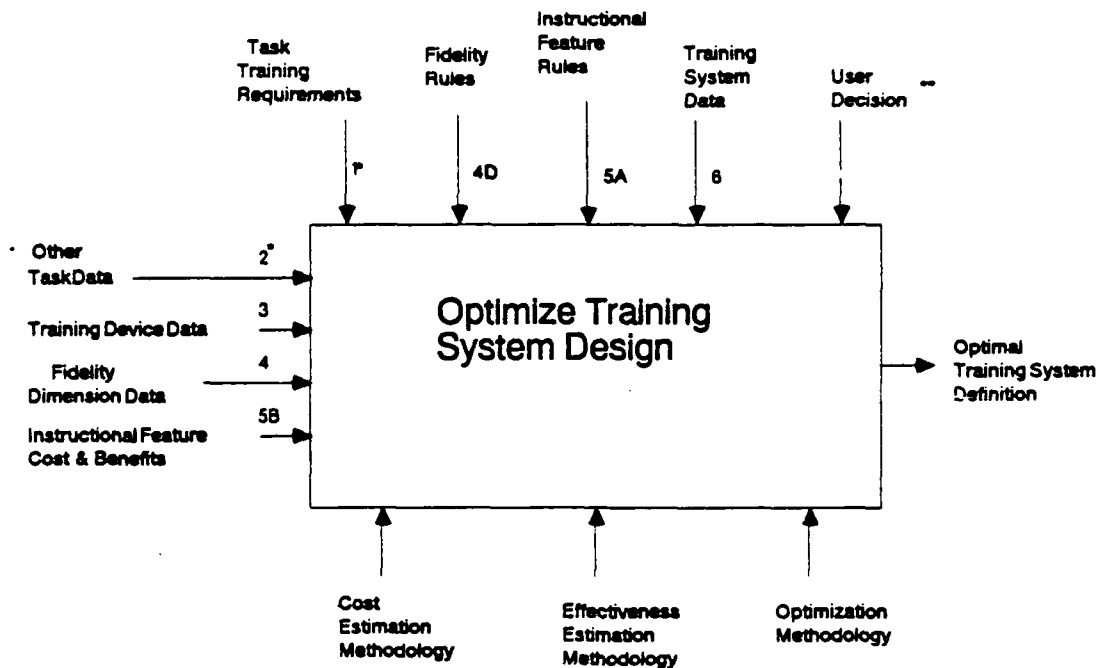 Task
Training
Requirements
Fidelity
Rules
Instructional
Feature
Rules
Training
System
Data
User
Decision **
1*
4D
5A
6
Other
TaskData
2*
Training Device Data
3
Fidelity
Dimension Data
4
Instructional Feature
Cost & Benefits
5B
Optimize Training
System Design
Optimal
Training System
Definition
Cost
Estimation
Methodology
Effectiveness
Estimation
Methodology
Optimization
Methodology